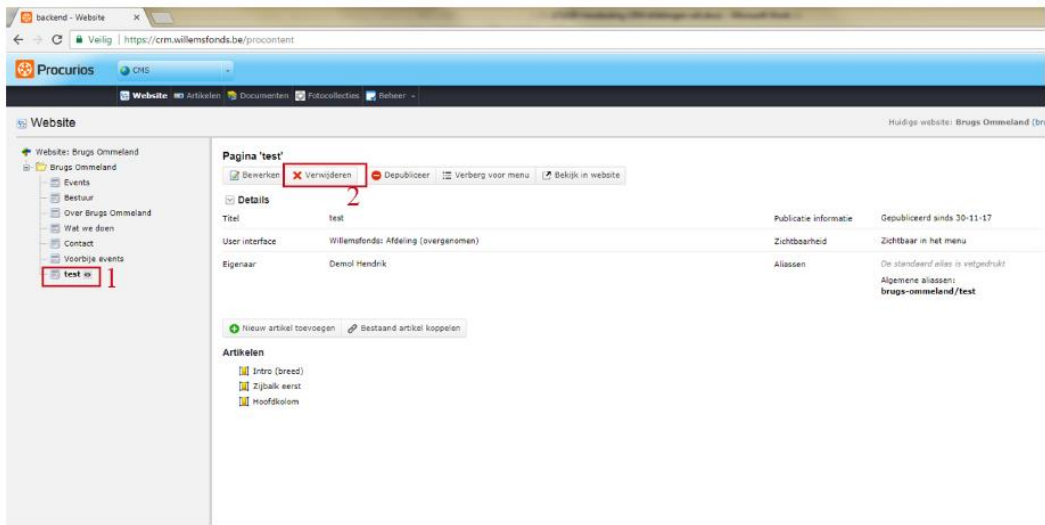 backend - Website
Veilig | https://crm.willemsfonds.be/procontent
Procurios CMS
Website Artikelen Documenten Fotocollecties Beheer
Website Huidige website: Brugs Ommeland (br
Website: Brugs Ommeland
Brugs Ommeland
Events
Bestuur
Over Brugs Ommeland
Wat we doen
Contact
Voorbije events
test 1
Pagina 'test'
Bewerken Verwijderen Depubliceer Verberg voor menu Bekijk in website
2
Details
Titel test Publicatie informatie Gepubliceerd sinds 30-11-17
User interface Willemsfonds: Afdeling (overgenomen) Zichtbaarheid Zichtbaar in het menu
Eigenaar Demol Hendrik Aliassen De standaard alias is vetgedrukt
Algemene aliassen:
brugs-ommeland/test
Nieuw artikel toevoegen Bestaand artikel koppelen
Artikelen
Intro (breed)
Zijbalk eerst
Hoofdkolom